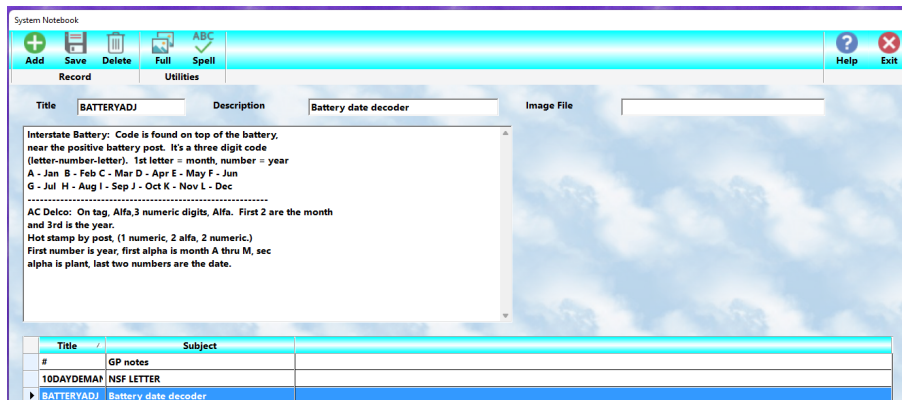 System Notebook
ABC
Add Save Delete Full Spell Help Exit
Record Utilities
Title BATTERYADJ Description Battery date decoder Image File
Interstate Battery:  Code is found on top of the battery,
near the positive battery post.  It's a three digit code
(letter-number-letter).  1st letter = month, number = year
A - Jan  B - Feb C - Mar D - Apr E - May F - Jun
G - Jul  H - Aug I - Sep J - Oct K - Nov L - Dec
------------------------------------------------------------
AC Delco:  On tag, Alfa,3 numeric digits, Alfa.  First 2 are the month
and 3rd is the year.
Hot stamp by post, (1 numeric, 2 alfa, 2 numeric.)
First number is year, first alpha is month A thru M, sec
alpha is plant, last two numbers are the date.
Title / Subject
# GP notes
10DAYDEMAN NSF LETTER
BATTERYADJ Battery date decoder